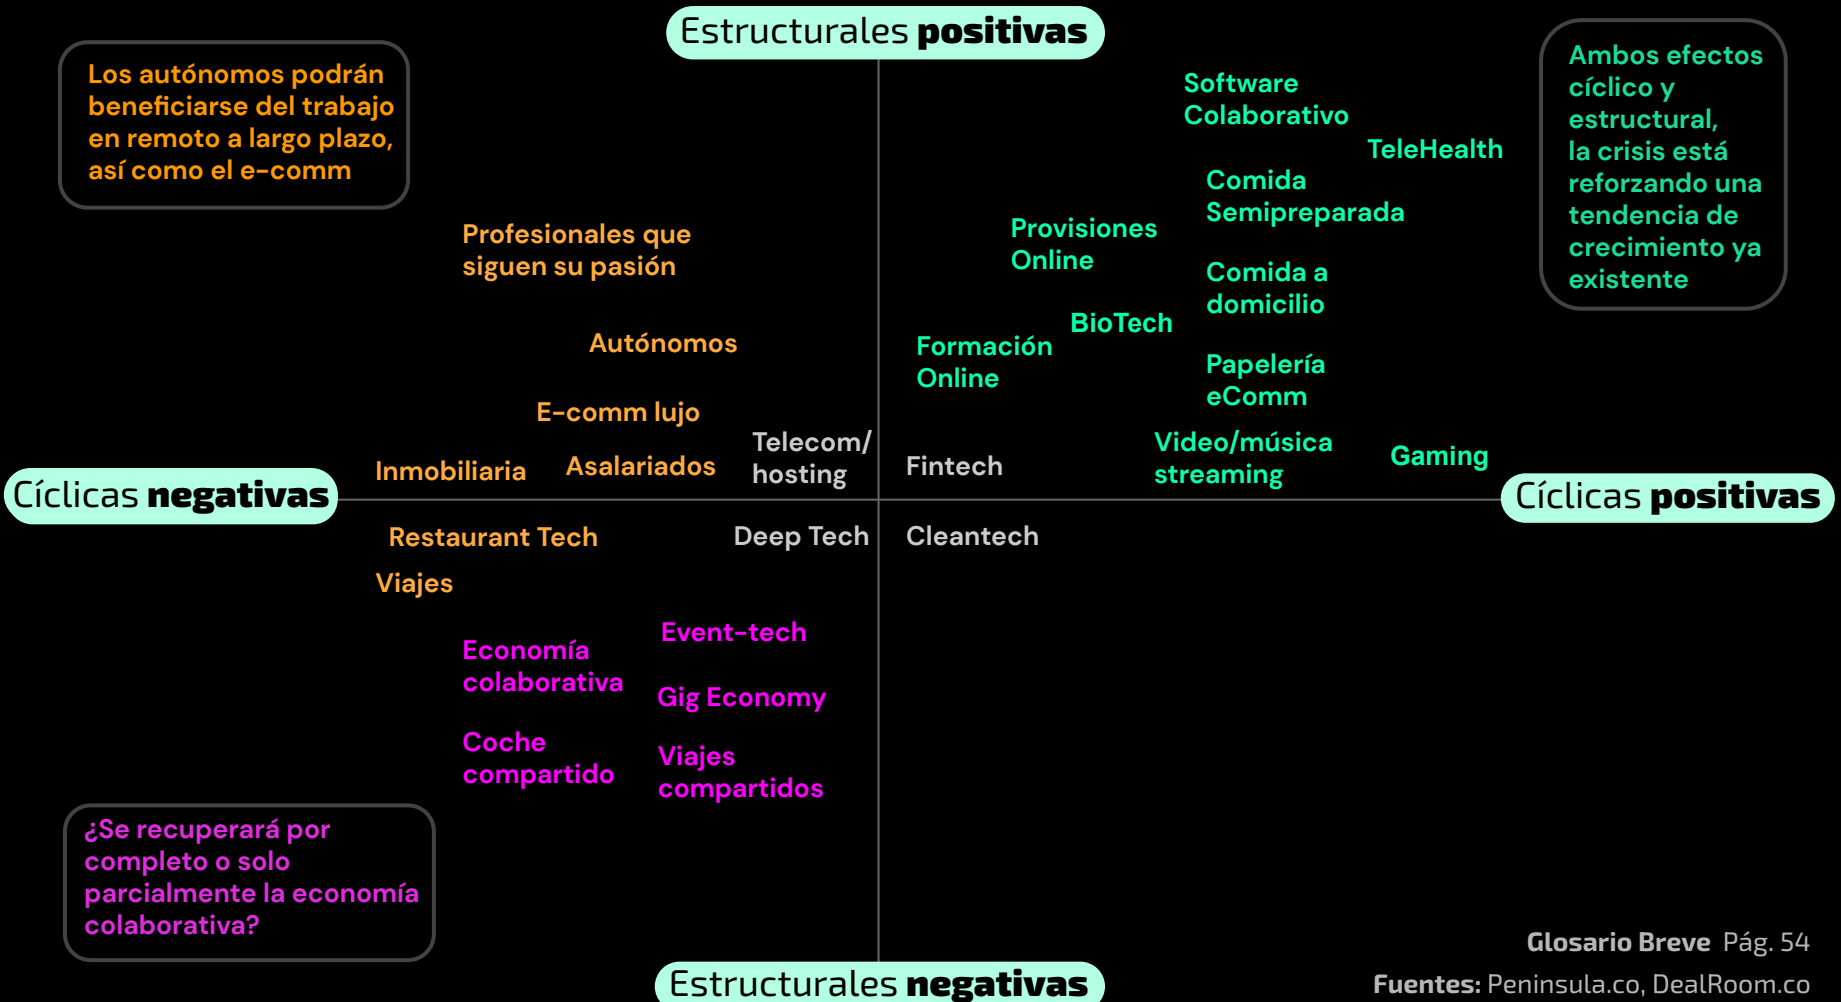 Estructurales positivas
Los autónomos podrán
beneficiarse del trabajo
en remoto a largo plazo,
así como el e-comm
Ambos efectos
cíclico y
estructural,
la crisis está
reforzando una
tendencia de
crecimiento ya
existente
Software
Colaborativo
TeleHealth
Comida
Semipreparada
Profesionales que
siguen su pasión
Provisiones
Online
Comida a
domicilio
BioTech
Autónomos
Formación
Online
Papelería
eComm
E-comm lujo
Telecom/
hosting
Fintech
Video/música
streaming
Gaming
Inmobiliaria
Asalariados
Cíclicas negativas
Cíclicas positivas
Restaurant Tech
Deep Tech
Cleantech
Viajes
Event-tech
Economía
colaborativa
Gig Economy
Coche
compartido
Viajes
compartidos
¿Se recuperará por
completo o solo
parcialmente la economía
colaborativa?
Estructurales negativas
Glosario Breve Pág. 54
Fuentes: Peninsula.co, DealRoom.co